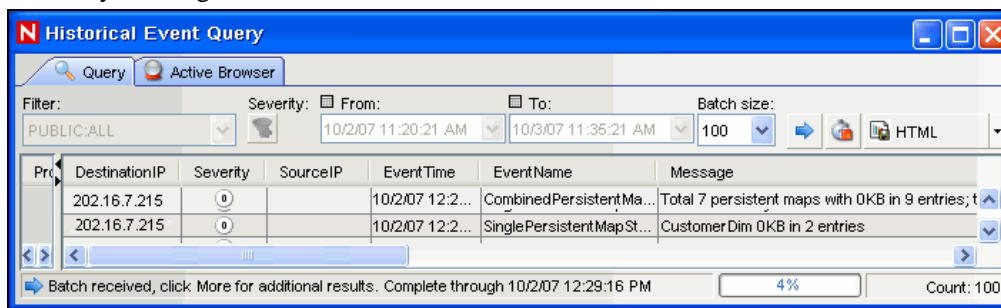 N Historical Event Query
Query Active Browser
Filter: Severity: From: To: Batch size:
PUBLIC:ALL 10/2/07 11:20:21 AM 10/3/07 11:35:21 AM 100 HTML
Pro DestinationIP Severity SourceIP EventTime EventName Message
202.16.7.215 0 10/2/07 12:2... CombinedPersistentMa... Total 7 persistent maps with 0KB in 9 entries; t
202.16.7.215 0 10/2/07 12:2... SinglePersistentMapSt... CustomerDim 0KB in 2 entries
Batch received, click More for additional results. Complete through 10/2/07 12:29:16 PM 4% Count: 100